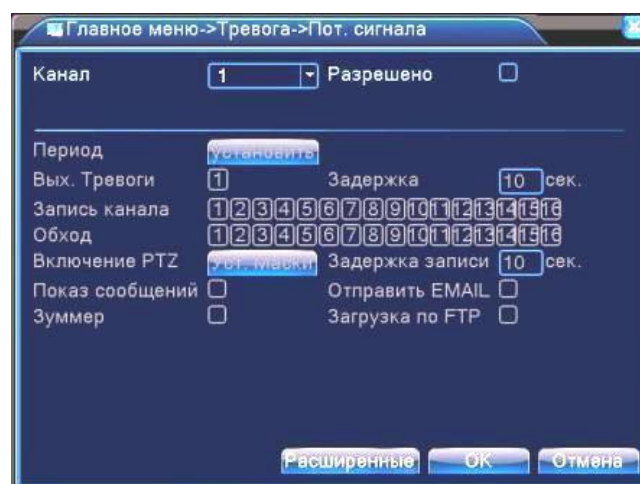 Главное меню->Тревога->Пот. сигнала
Канал 1 Разрешено
Период установить
Вых. Тревоги 1 Задержка 10 сек.
Запись канала 1 2 3 4 5 6 7 8 9 10 11 12 13 14 15 16
Обход 1 2 3 4 5 6 7 8 9 10 11 12 13 14 15 16
Включение PTZ Уст. Маски Задержка записи 10 сек.
Показ сообщений Отправить EMAIL
Зуммер Загрузка по FTP
Расширенные OK Отмена